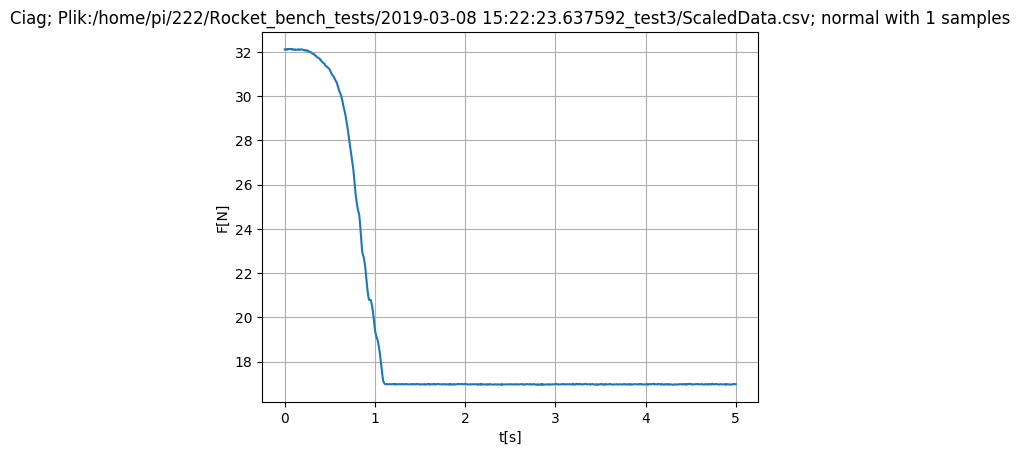 Ciag; Plik:/home/pi/222/Rocket_bench_tests/2019-03-08 15:22:23.637592_test3/ScaledData.csv; normal with 1 samples
32
30
28
26
24
22
20
18
F[N]
0 1 2 3 4 5
t[s]